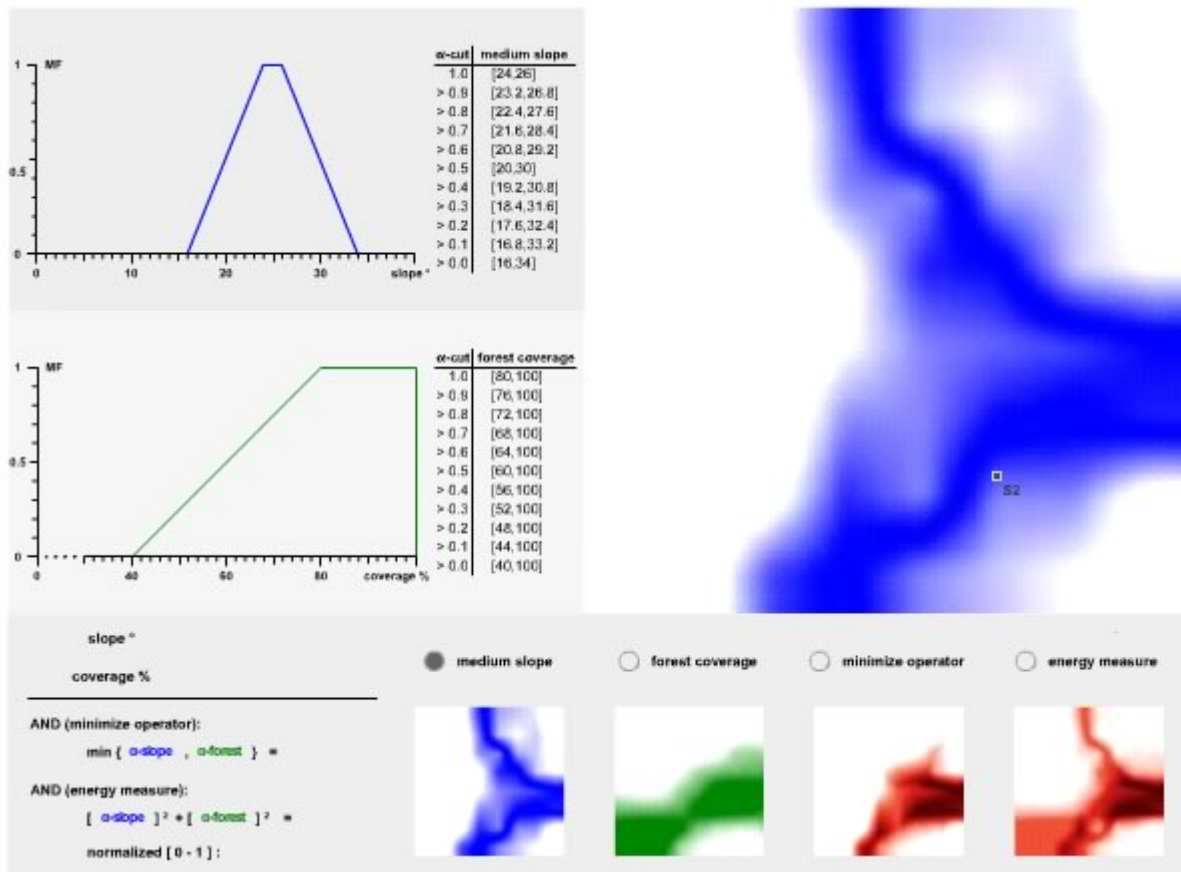 α-cut medium slope
1 MF
1.0 [24,26]
> 0.9 [23.2,26.8]
> 0.8 [22.4,27.6]
> 0.7 [21.6,28.4]
> 0.6 [20.8,29.2]
0.5
> 0.5 [20,30]
> 0.4 [19.2,30.8]
> 0.3 [18.4,31.6]
> 0.2 [17.6,32.4]
> 0.1 [16.8,33.2]
0
> 0.0 [16,34]
0 10 20 30 slope °
α-cut forest coverage
1 MF
1.0 [80,100]
> 0.9 [76,100]
> 0.8 [72,100]
> 0.7 [68,100]
> 0.6 [64,100]
0.5
> 0.5 [60,100]
> 0.4 [56,100]
> 0.3 [52,100]
> 0.2 [48,100]
> 0.1 [44,100]
0
> 0.0 [40,100]
0 40 60 80 coverage %
S2
slope °
coverage %
medium slope forest coverage minimize operator energy measure
AND (minimize operator):
min { α-slope , α-forest } =
AND (energy measure):
[ α-slope ] ² + [ α-forest ] ² =
normalized [ 0 - 1 ] :